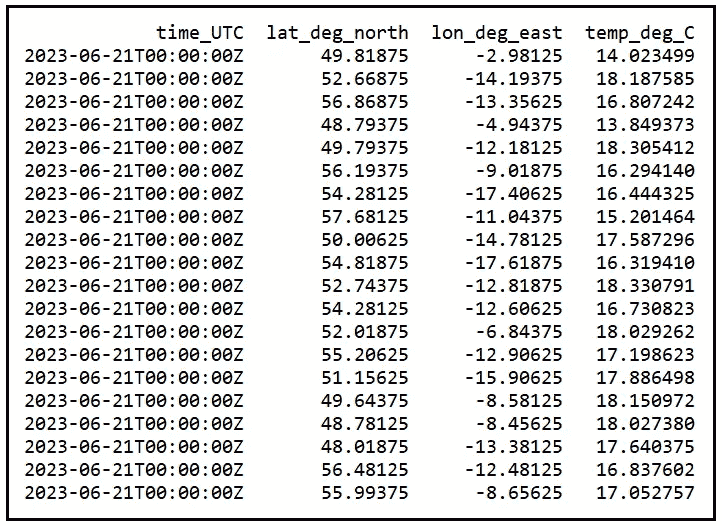 time_UTC lat_deg_north lon_deg_east temp_deg_C
2023-06-21T00:00:00Z 49.81875 -2.98125 14.023499
2023-06-21T00:00:00Z 52.66875 -14.19375 18.187585
2023-06-21T00:00:00Z 56.86875 -13.35625 16.807242
2023-06-21T00:00:00Z 48.79375 -4.94375 13.849373
2023-06-21T00:00:00Z 49.79375 -12.18125 18.305412
2023-06-21T00:00:00Z 56.19375 -9.01875 16.294140
2023-06-21T00:00:00Z 54.28125 -17.40625 16.444325
2023-06-21T00:00:00Z 57.68125 -11.04375 15.201464
2023-06-21T00:00:00Z 50.00625 -14.78125 17.587296
2023-06-21T00:00:00Z 54.81875 -17.61875 16.319410
2023-06-21T00:00:00Z 52.74375 -12.81875 18.330791
2023-06-21T00:00:00Z 54.28125 -12.60625 16.730823
2023-06-21T00:00:00Z 52.01875 -6.84375 18.029262
2023-06-21T00:00:00Z 55.20625 -12.90625 17.198623
2023-06-21T00:00:00Z 51.15625 -15.90625 17.886498
2023-06-21T00:00:00Z 49.64375 -8.58125 18.150972
2023-06-21T00:00:00Z 48.78125 -8.45625 18.027380
2023-06-21T00:00:00Z 48.01875 -13.38125 17.640375
2023-06-21T00:00:00Z 56.48125 -12.48125 16.837602
2023-06-21T00:00:00Z 55.99375 -8.65625 17.052757